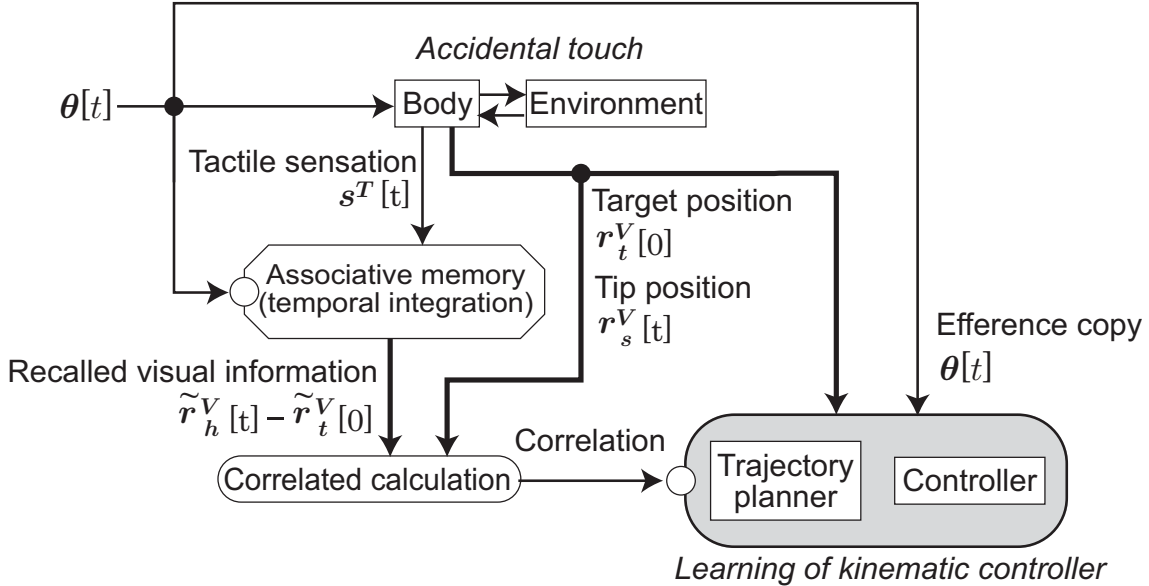 Accidental touch
θ[t]
Body
Environment
Tactile sensation
s^T[t]
Target position
r_t^V[0]
Associative memory
(temporal integration)
Tip position
r_s^V[t]
Efference copy
θ[t]
Recalled visual information
r̃_h^V[t] – r̃_t^V[0]
Correlation
Correlated calculation
Trajectory
planner
Controller
Learning of kinematic controller